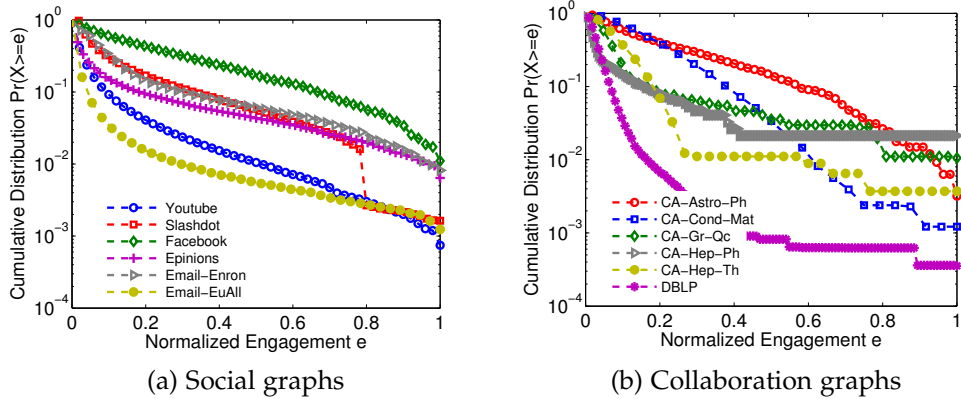 10^0
10^-1
10^-2
10^-3
10^-4
Cumulative Distribution Pr(X>=e)
Youtube
Slashdot
Facebook
Epinions
Email-Enron
Email-EuAll
0 0.2 0.4 0.6 0.8 1
Normalized Engagement e
(a) Social graphs
10^0
10^-1
10^-2
10^-3
10^-4
Cumulative Distribution Pr(X>=e)
CA-Astro-Ph
CA-Cond-Mat
CA-Gr-Qc
CA-Hep-Ph
CA-Hep-Th
DBLP
0 0.2 0.4 0.6 0.8 1
Normalized Engagement e
(b) Collaboration graphs